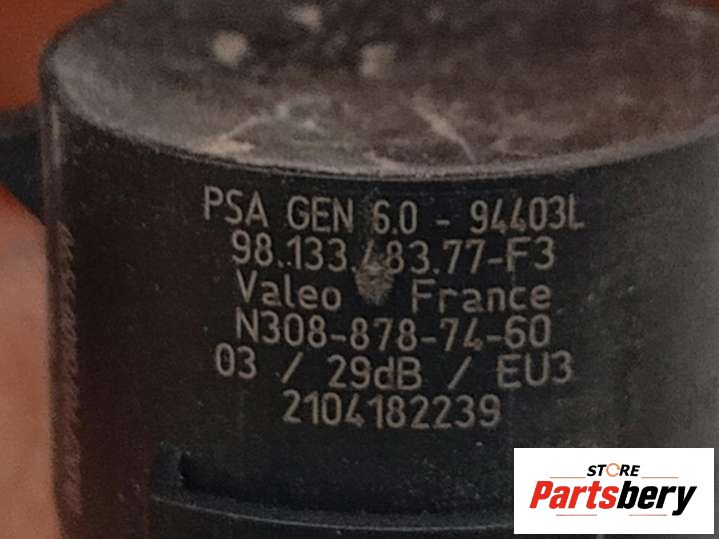 PSA GEN 6.0 - 94403L
98.133.483.77-F3
Valeo France
N308-878-74-60
03 / 29dB / EU3
2104182239
STORE
Partsbery